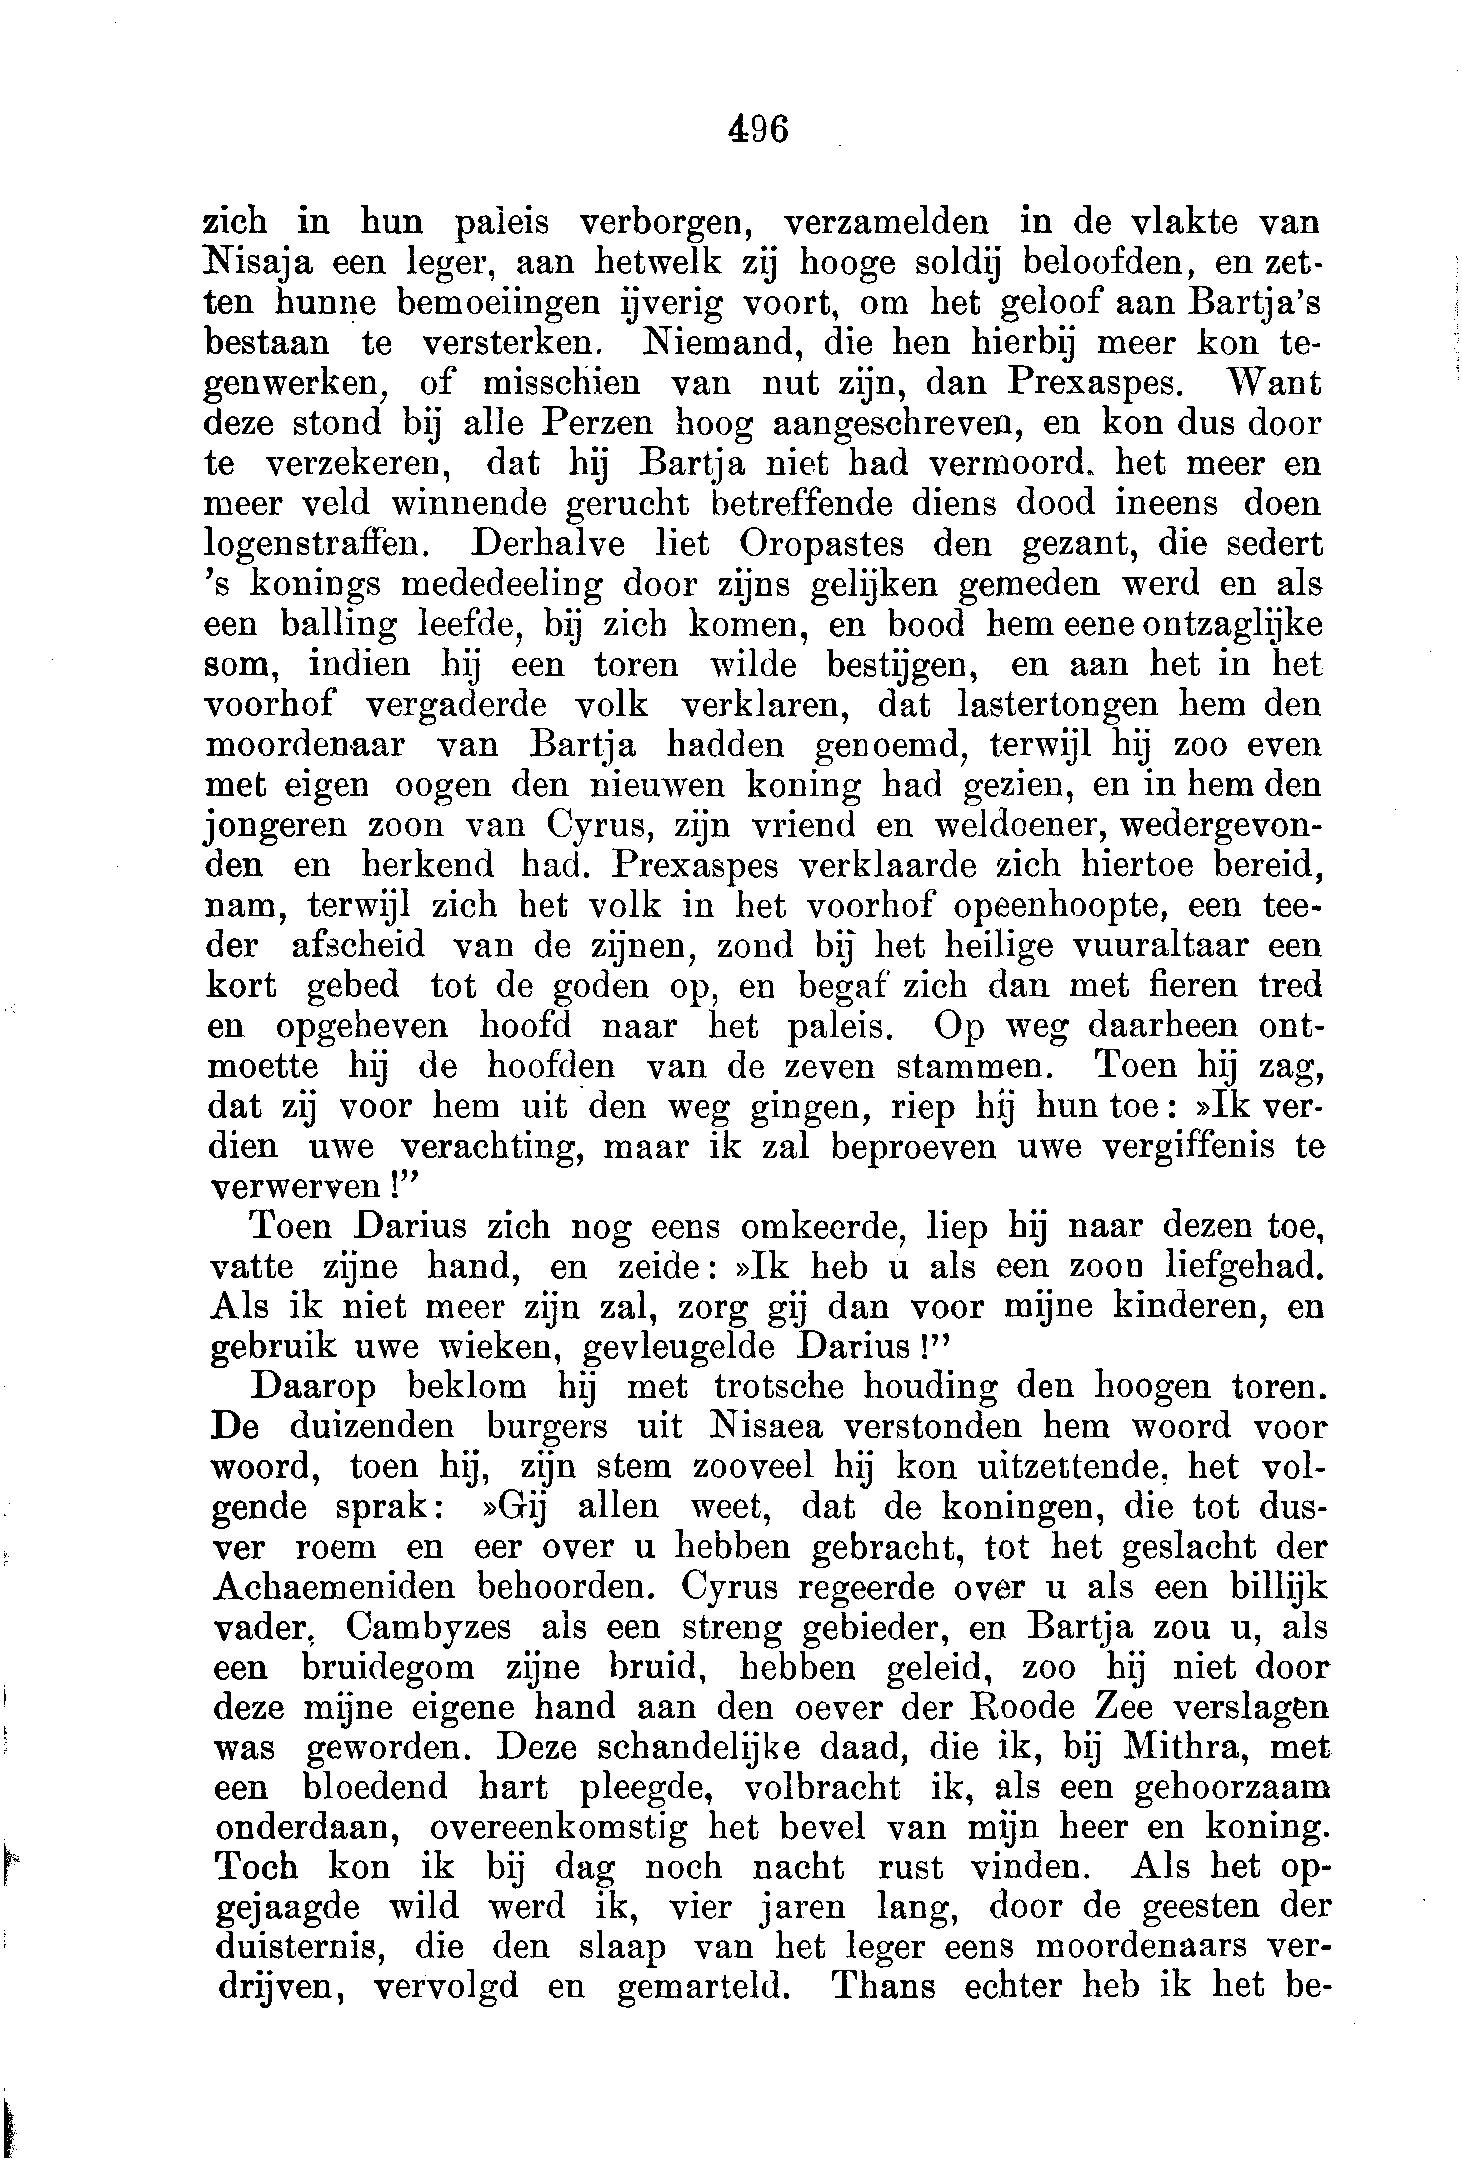 496
zich in hun paleis verborgen, verzamelden in de vlakte van
Nisaja een leger, aan hetwelk zij hooge soldij beloofden, en zet-
ten hunne bemoeiingen ijverig voort, om het geloof aan Bartja's
bestaan te versterken. Niemand, die hen hierbij meer kon te-
genwerken, of misschien van nut zijn, dan Prexaspes. Want
deze stond bij alle Perzen hoog aangeschreven, en kon dus door
te verzekeren, dat hij Bartja niet had vermoord. het meer en
meer veld winnende gerucht betreffende diens dood ineens doen
logenstraffen. Derhalve liet Oropastes den gezant, die sedert
's konings mededeeling door zijns gelijken gemeden werd en als
een balling leefde, bij zich komen, en bood hem eene ontzaglijke
som, indien hij een toren wilde bestijgen, en aan het in het
voorhof vergaderde volk verklaren, dat lastertongen hem den
moordenaar van Bartja hadden genoemd, terwijl hij zoo even
met eigen oogen den nieuwen koning had gezien, en in hem den
jongeren zoon van Cyrus, zijn vriend en weldoener, wedergevon-
den en herkend had. Prexaspes verklaarde zich hiertoe bereid,
nam, terwijl zich het volk in het voorhof opeenhoopte, een tee-
der afscheid van de zijnen, zond bij het heilige vuuraltaar een
kort gebed tot de goden op, en begaf zich dan met fieren tred
en opgeheven hoofd naar het paleis. Op weg daarheen ont-
moette hij de hoofden van de zeven stammen. Toen hij zag,
dat zij voor hem uit den weg gingen, riep hij hun toe: »Ik ver-
dien uwe verachting, maar ik zal beproeven uwe vergiffenis te
verwerven!”
Toen Darius zich nog eens omkeerde, liep hij naar dezen toe,
vatte zijne hand, en zeide: »Ik heb u als een zoon liefgehad.
Als ik niet meer zijn zal, zorg gij dan voor mijne kinderen, en
gebruik uwe wieken, gevleugelde Darius!”
Daarop beklom hij met trotsche houding den hoogen toren.
De duizenden burgers uit Nisaea verstonden hem woord voor
woord, toen hij, zijn stem zooveel hij kon uitzettende, het vol-
gende sprak: »Gij allen weet, dat de koningen, die tot dus-
ver roem en eer over u hebben gebracht, tot het geslacht der
Achaemeniden behoorden. Cyrus regeerde over u als een billijk
vader, Cambyzes als een streng gebieder, en Bartja zou u, als
een bruidegom zijne bruid, hebben geleid, zoo hij niet door
deze mijne eigene hand aan den oever der Roode Zee verslagen
was geworden. Deze schandelijke daad, die ik, bij Mithra, met
een bloedend hart pleegde, volbracht ik, als een gehoorzaam
onderdaan, overeenkomstig het bevel van mijn heer en koning.
Toch kon ik bij dag noch nacht rust vinden. Als het op-
gejaagde wild werd ik, vier jaren lang, door de geesten der
duisternis, die den slaap van het leger eens moordenaars ver-
drijven, vervolgd en gemarteld. Thans echter heb ik het be-